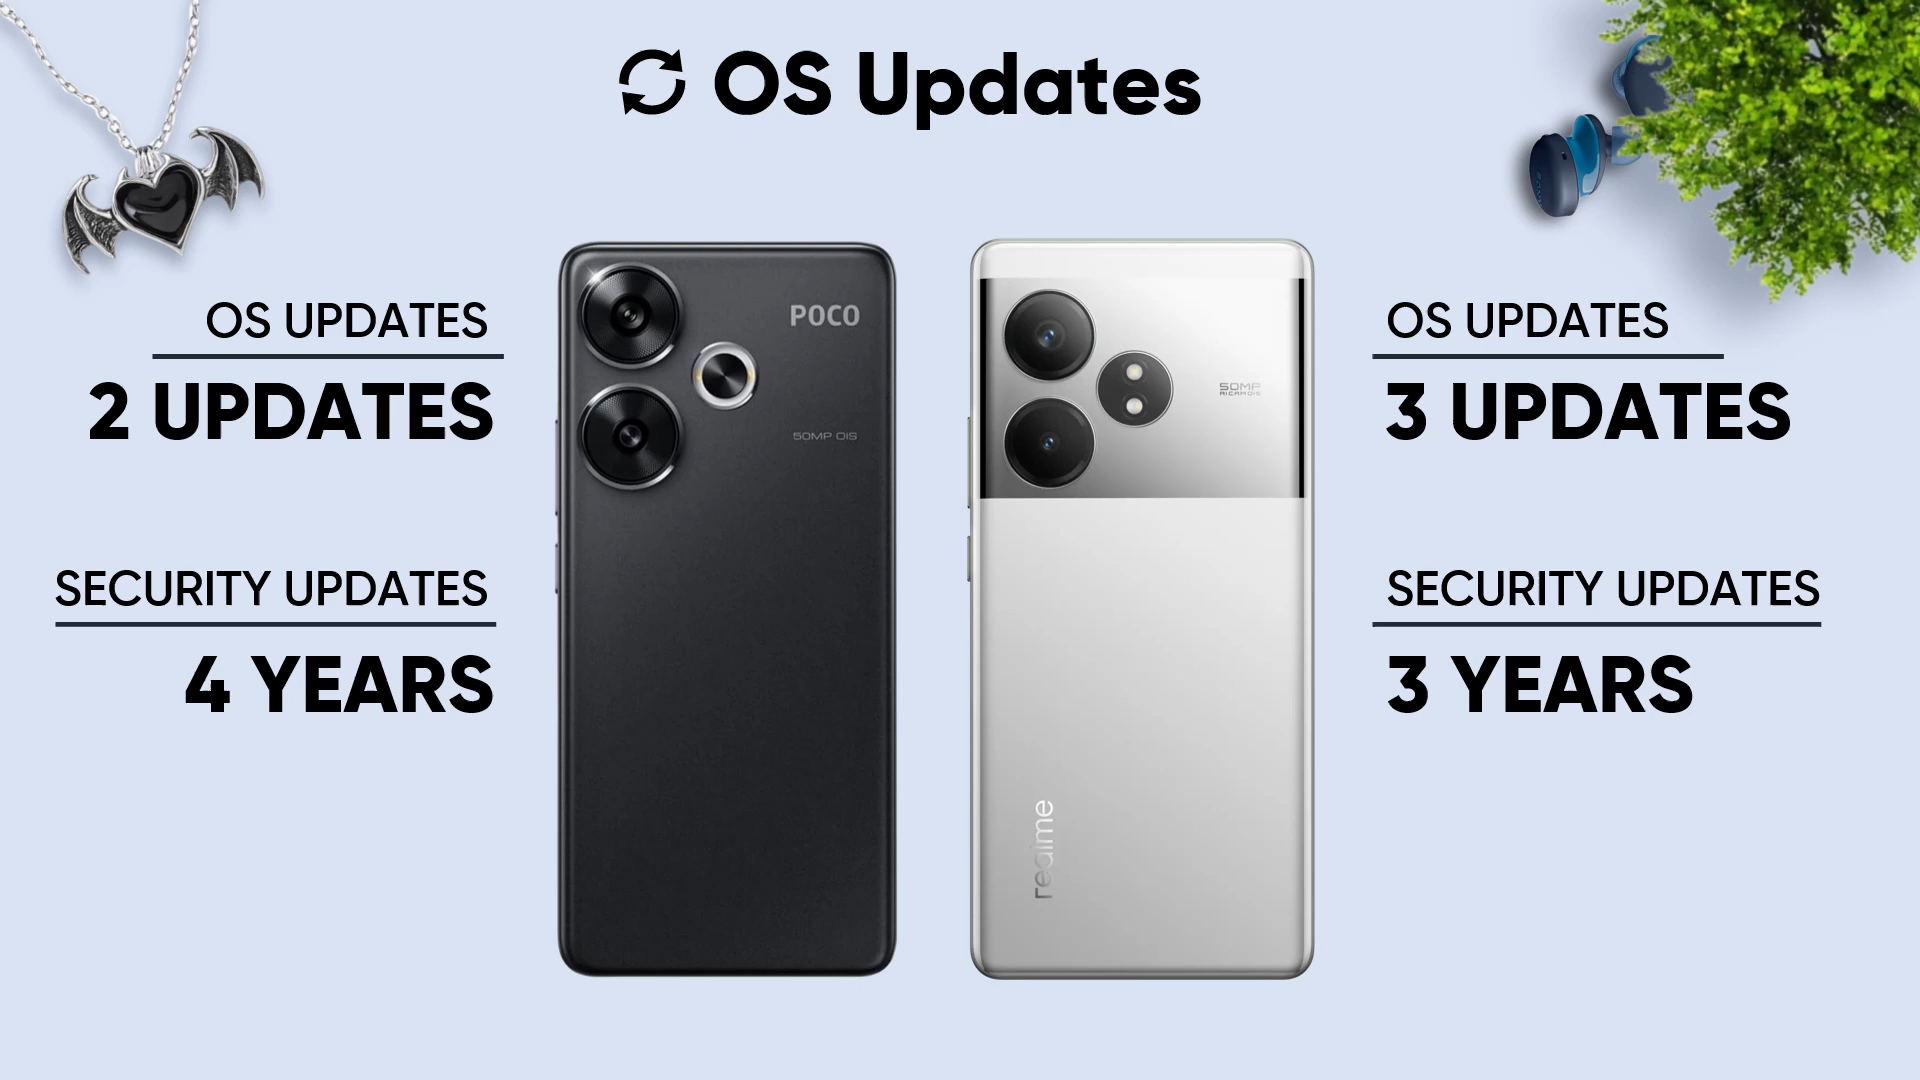 OS Updates
OS UPDATES
2 UPDATES
SECURITY UPDATES
4 YEARS
POCO
50MP OIS
50MP
realme
OS UPDATES
3 UPDATES
SECURITY UPDATES
3 YEARS